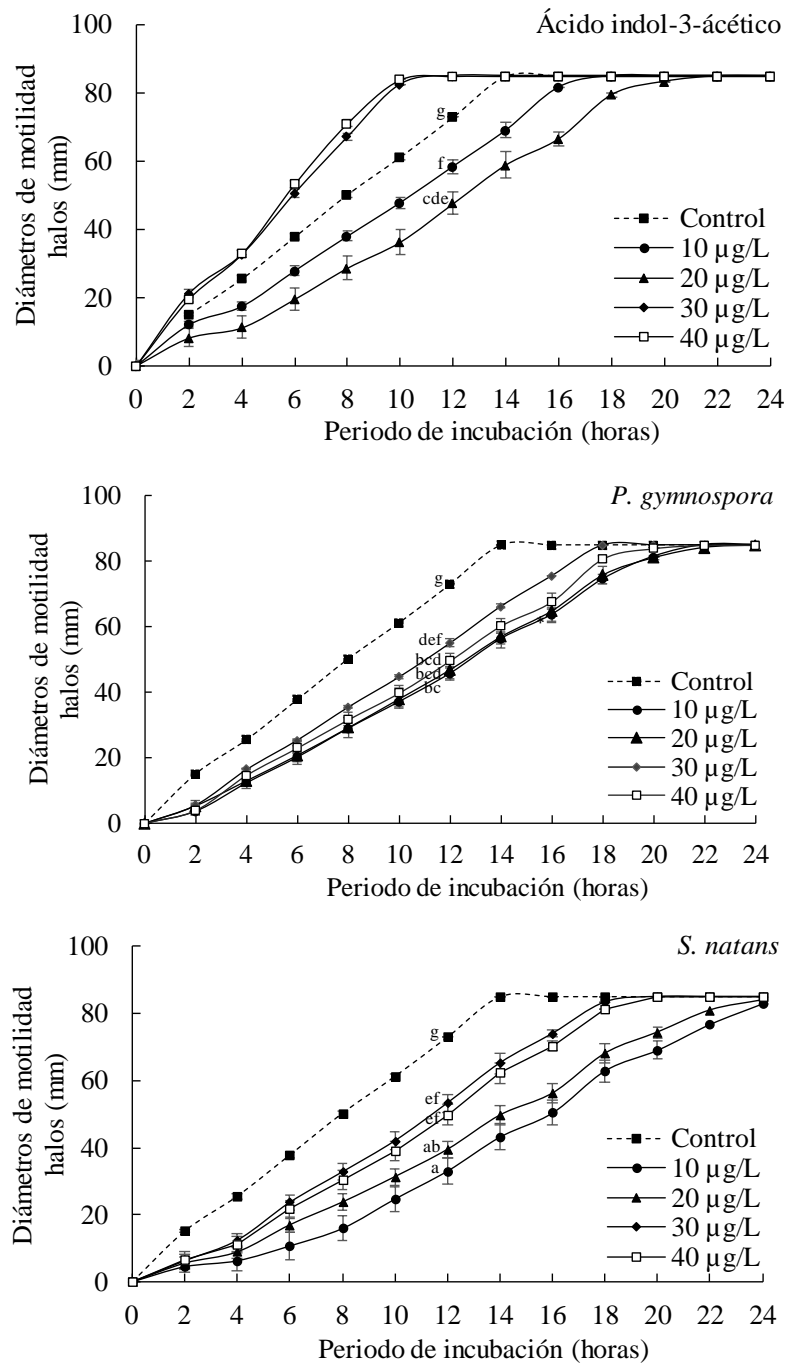 Ácido indol-3-ácético
Diámetros de motilidad
halos (mm)
100
80
60
40
20
0
g
f
cde
Control
10 µg/L
20 µg/L
30 µg/L
40 µg/L
0 2 4 6 8 10 12 14 16 18 20 22 24
Periodo de incubación (horas)
P. gymnospora
Diámetros de motilidad
halos (mm)
100
80
60
40
20
0
g
def
bcd
bcd
bc
*
Control
10 µg/L
20 µg/L
30 µg/L
40 µg/L
0 2 4 6 8 10 12 14 16 18 20 22 24
Periodo de incubación (horas)
S. natans
Diámetros de motilidad
halos (mm)
100
80
60
40
20
0
g
ef
ef
ab
a
Control
10 µg/L
20 µg/L
30 µg/L
40 µg/L
0 2 4 6 8 10 12 14 16 18 20 22 24
Periodo de incubación (horas)